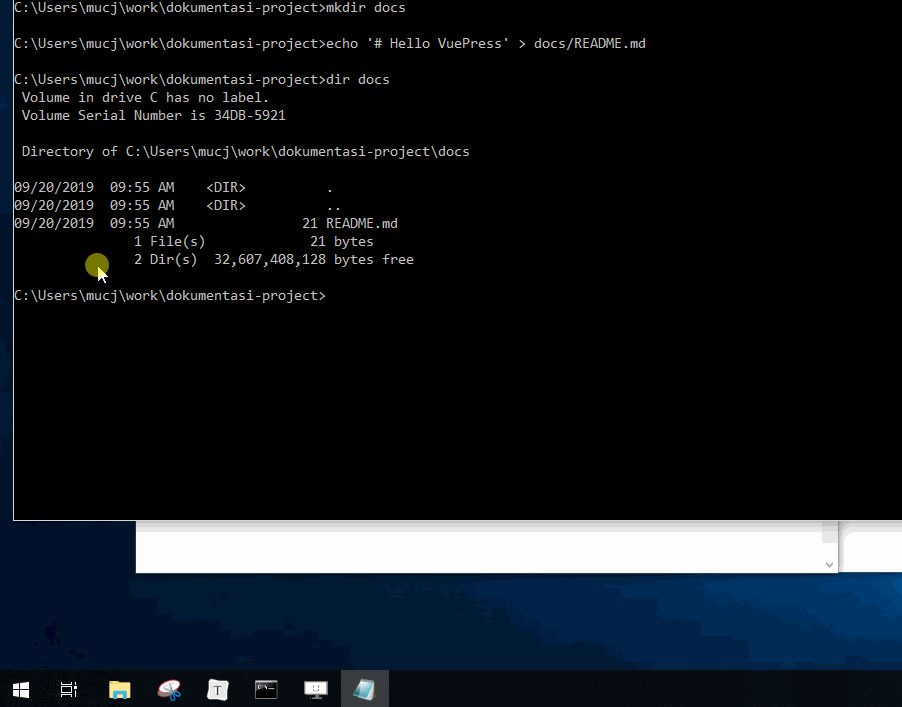 C:\Users\mucj\work\dokumentasi-project>mkdir docs
C:\Users\mucj\work\dokumentasi-project>echo '# Hello VuePress' > docs/README.md
C:\Users\mucj\work\dokumentasi-project>dir docs
Volume in drive C has no label.
Volume Serial Number is 34DB-5921
Directory of C:\Users\mucj\work\dokumentasi-project\docs
09/20/2019  09:55 AM    <DIR>          .
09/20/2019  09:55 AM    <DIR>          ..
09/20/2019  09:55 AM                21 README.md
1 File(s)             21 bytes
2 Dir(s)  32,607,408,128 bytes free
C:\Users\mucj\work\dokumentasi-project>
T